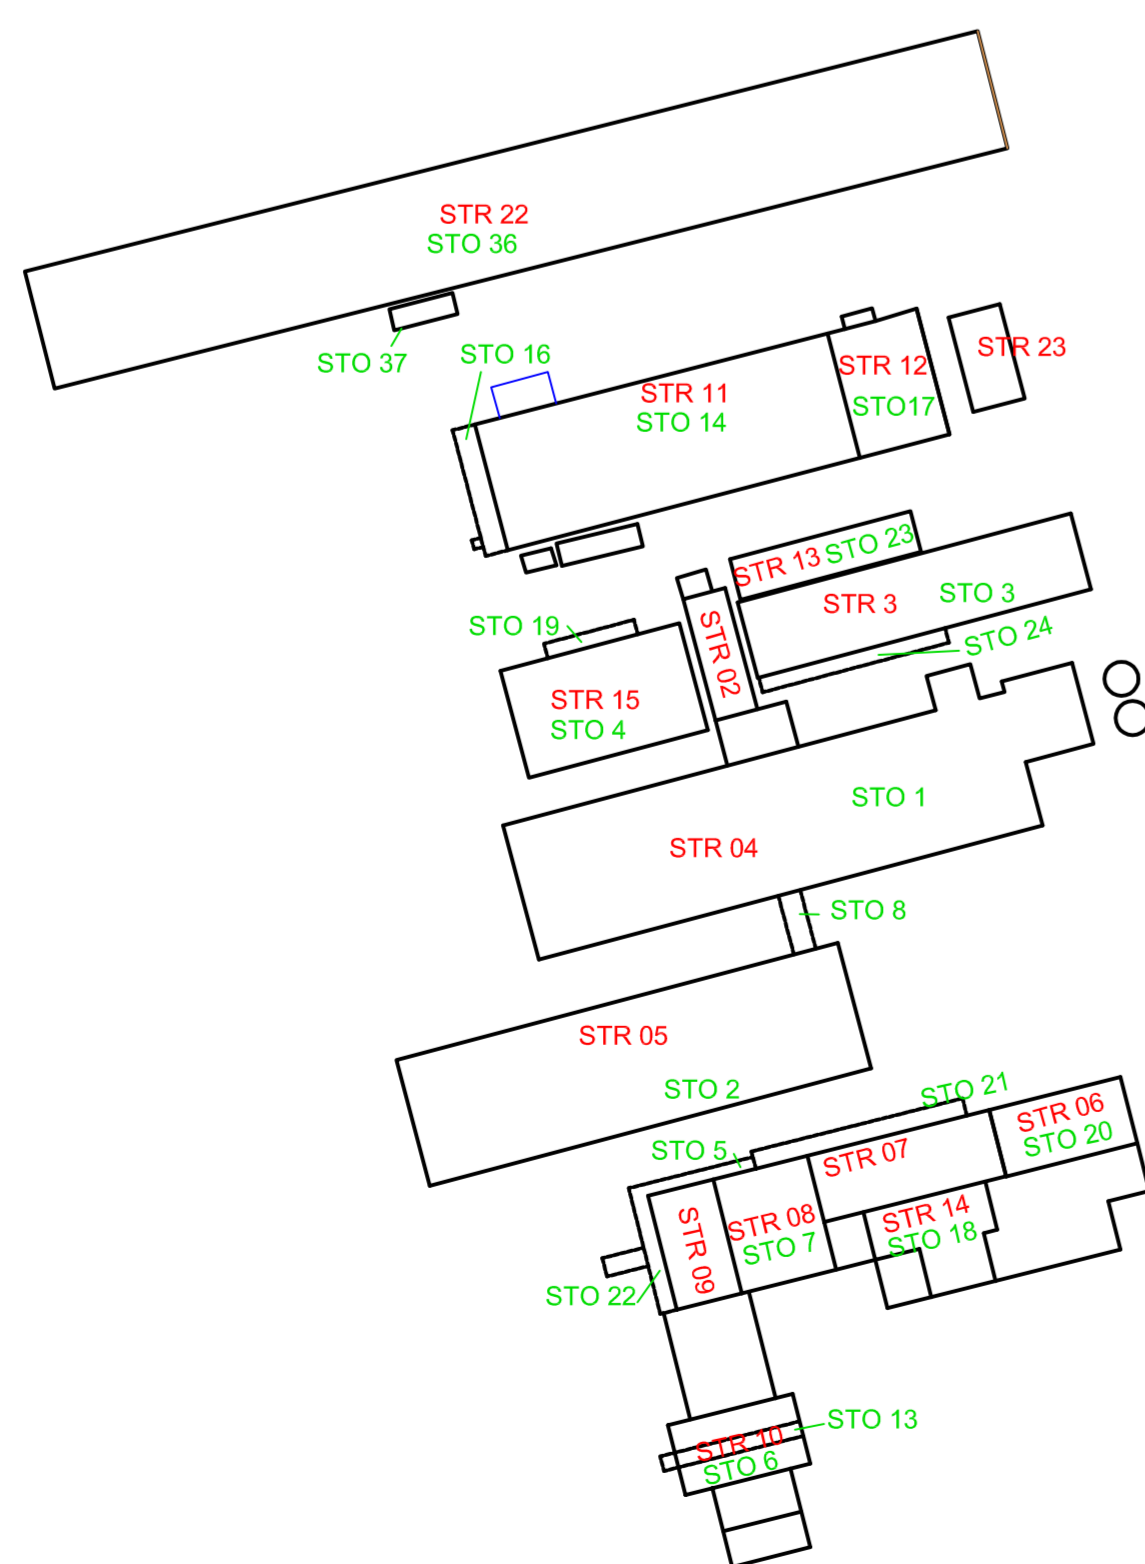 STR 22
STO 36
STO 37
STO 16
STR 11
STO 14
STR 12
STO17
STR 23
STR 13
STO 23
STR 3
STO 3
STO 24
STO 19
STR 02
STR 15
STO 4
STO 1
STR 04
STO 8
STR 05
STO 2
STO 21
STR 06
STO 20
STO 5
STR 07
STR 09
STR 08
STO 7
STR 14
STO 18
STO 22
STO 13
STR 10
STO 6